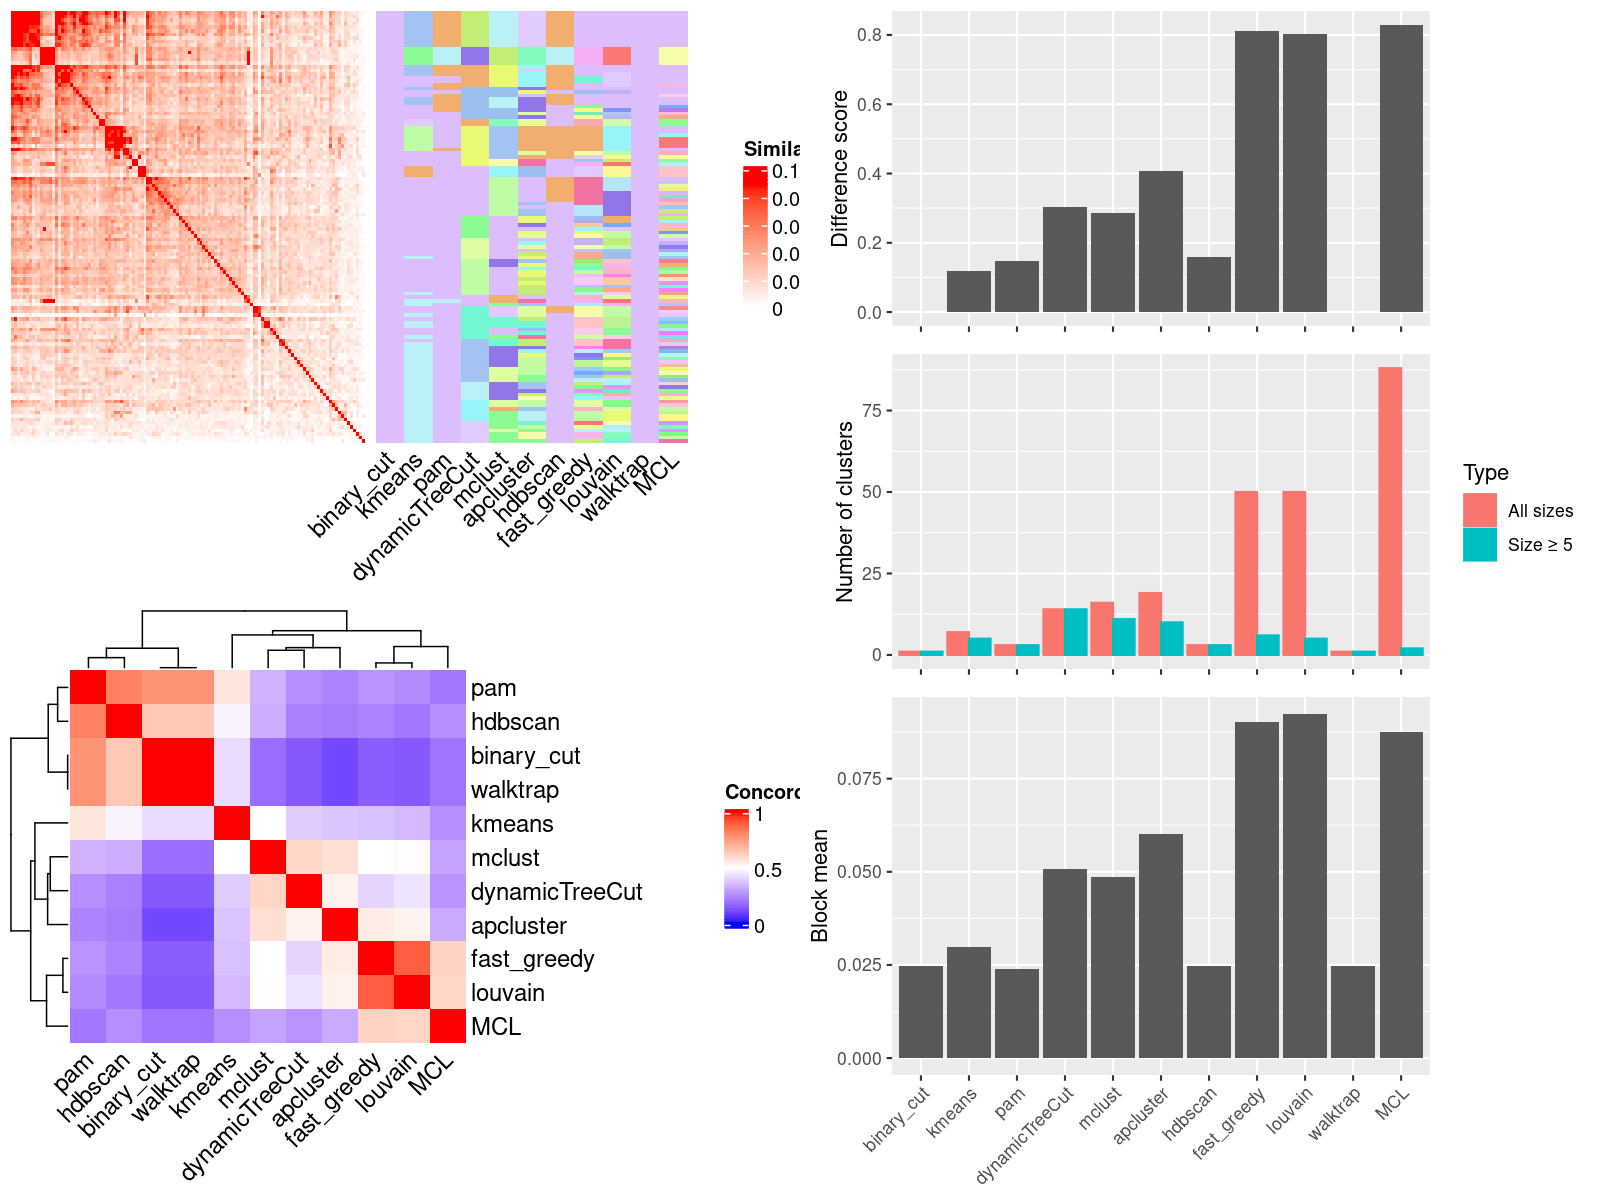 Simila
0.1
0.0
0.0
0.0
0
binary_cut
kmeans
pam
dynamicTreeCut
mclust
apcluster
hdbscan
fast_greedy
louvain
walktrap
MCL
pam
hdbscan
binary_cut
walktrap
kmeans
mclust
dynamicTreeCut
apcluster
fast_greedy
louvain
MCL
pam
hdbscan
binary_cut
walktrap
kmeans
mclust
dynamicTreeCut
apcluster
fast_greedy
louvain
MCL
Concord
1
0.5
0
Difference score
0.8
0.6
0.4
0.2
0.0
Number of clusters
75
50
25
0
Type
All sizes
Size ≥ 5
Block mean
0.075
0.050
0.025
0.000
binary_cut
kmeans
pam
dynamicTreeCut
mclust
apcluster
hdbscan
fast_greedy
louvain
walktrap
MCL